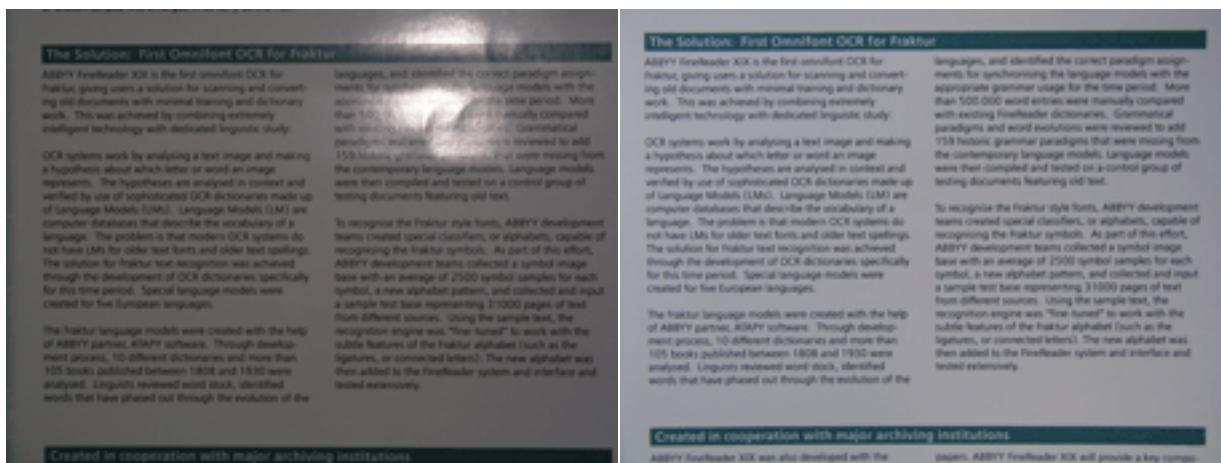 The Solution: First Omnifont OCR for Fraktur
ABBYY FineReader XIX is the first omnifont OCR for
Fraktur, giving users a solution for scanning and convert-
ing old documents with minimal training and dictionary
work. This was achieved by combining extremely
intelligent technology with dedicated linguistic study:
OCR systems work by analysing a text image and making
a hypothesis about which letter or word an image
represents. The hypotheses are analysed in context and
verified by use of sophisticated OCR dictionaries made up
of Language Models (LMs). Language Models (LM) are
computer databases that describe the vocabulary of a
language. The problem is that modern OCR systems do
not have LMs for older text fonts and older text spellings.
The solution for Fraktur text recognition was achieved
through the development of OCR dictionaries specifically
for this time period. Special language models were
created for five European languages.
The Fraktur language models were created with the help
of ABBYY partner, ATAPY software. Through develop-
ment process, 10 different dictionaries and more than
105 books published between 1808 and 1930 were
analysed. Linguists reviewed word stock, identified
words that have phased out through the evolution of the
languages, and identified the correct paradigm assign-
ments for language models with the
time period. More
manually compared
with Grammatical
were reviewed to add
159 historic that were missing from
the contemporary language models. Language models
were then compiled and tested on a control group of
testing documents featuring old text.
To recognise the Fraktur style fonts, ABBYY development
teams created special classifiers, or alphabets, capable of
recognising the Fraktur symbols. As part of this effort,
ABBYY development teams collected a symbol image
base with an average of 2500 symbol samples for each
symbol, a new alphabet pattern, and collected and input
a sample test base representing 31000 pages of text
from different sources. Using the sample text, the
recognition engine was "fine-tuned" to work with the
subtle features of the Fraktur alphabet (such as the
ligatures, or connected letters). The new alphabet was
then added to the FineReader system and interface and
tested extensively.
Created in cooperation with major archiving institutions
The Solution: First Omnifont OCR for Fraktur
ABBYY FineReader XIX is the first omnifont OCR for
Fraktur, giving users a solution for scanning and convert-
ing old documents with minimal training and dictionary
work. This was achieved by combining extremely
intelligent technology with dedicated linguistic study:
OCR systems work by analysing a text image and making
a hypothesis about which letter or word an image
represents. The hypotheses are analysed in context and
verified by use of sophisticated OCR dictionaries made up
of Language Models (LMs). Language Models (LM) are
computer databases that describe the vocabulary of a
language. The problem is that modern OCR systems do
not have LMs for older text fonts and older text spellings.
The solution for Fraktur text recognition was achieved
through the development of OCR dictionaries specifically
for this time period. Special language models were
created for five European languages.
The Fraktur language models were created with the help
of ABBYY partner, ATAPY software. Through develop-
ment process, 10 different dictionaries and more than
105 books published between 1808 and 1930 were
analysed. Linguists reviewed word stock, identified
words that have phased out through the evolution of the
languages, and identified the correct paradigm assign-
ments for synchronising the language models with the
appropriate grammar usage for the time period. More
than 500.000 word entries were manually compared
with existing FineReader dictionaries. Grammatical
paradigms and word evolutions were reviewed to add
159 historic grammar paradigms that were missing from
the contemporary language models. Language models
were then compiled and tested on a control group of
testing documents featuring old text.
To recognise the Fraktur style fonts, ABBYY development
teams created special classifiers, or alphabets, capable of
recognising the Fraktur symbols. As part of this effort,
ABBYY development teams collected a symbol image
base with an average of 2500 symbol samples for each
symbol, a new alphabet pattern, and collected and input
a sample test base representing 31000 pages of text
from different sources. Using the sample text, the
recognition engine was "fine-tuned" to work with the
subtle features of the Fraktur alphabet (such as the
ligatures, or connected letters). The new alphabet was
then added to the FineReader system and interface and
tested extensively.
Created in cooperation with major archiving institutions
ABBYY FineReader XIX was also developed with the
papers. ABBYY FineReader XIX will provide a key compo-